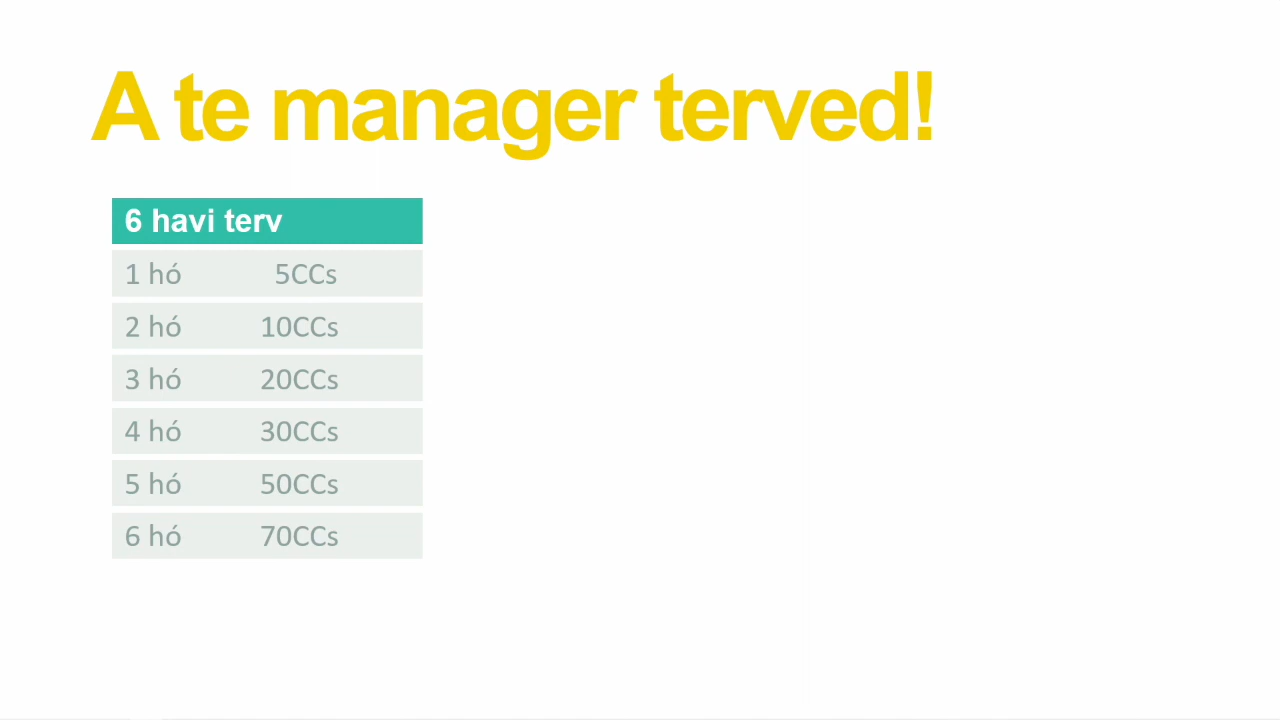 A te manager terved!
6 havi terv
1 hó 5CCs
2 hó 10CCs
3 hó 20CCs
4 hó 30CCs
5 hó 50CCs
6 hó 70CCs